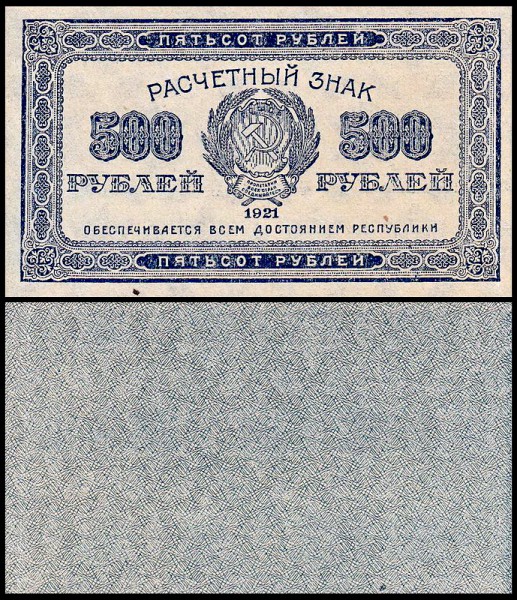 ПЯТЬСОТ РУБЛЕЙ
РАСЧЕТНЫЙ ЗНАК
500 500
РУБЛЕЙ РУБЛЕЙ
1921
ОБЕСПЕЧИВАЕТСЯ ВСЕМ ДОСТОЯНИЕМ РЕСПУБЛИКИ
ПЯТЬСОТ РУБЛЕЙ